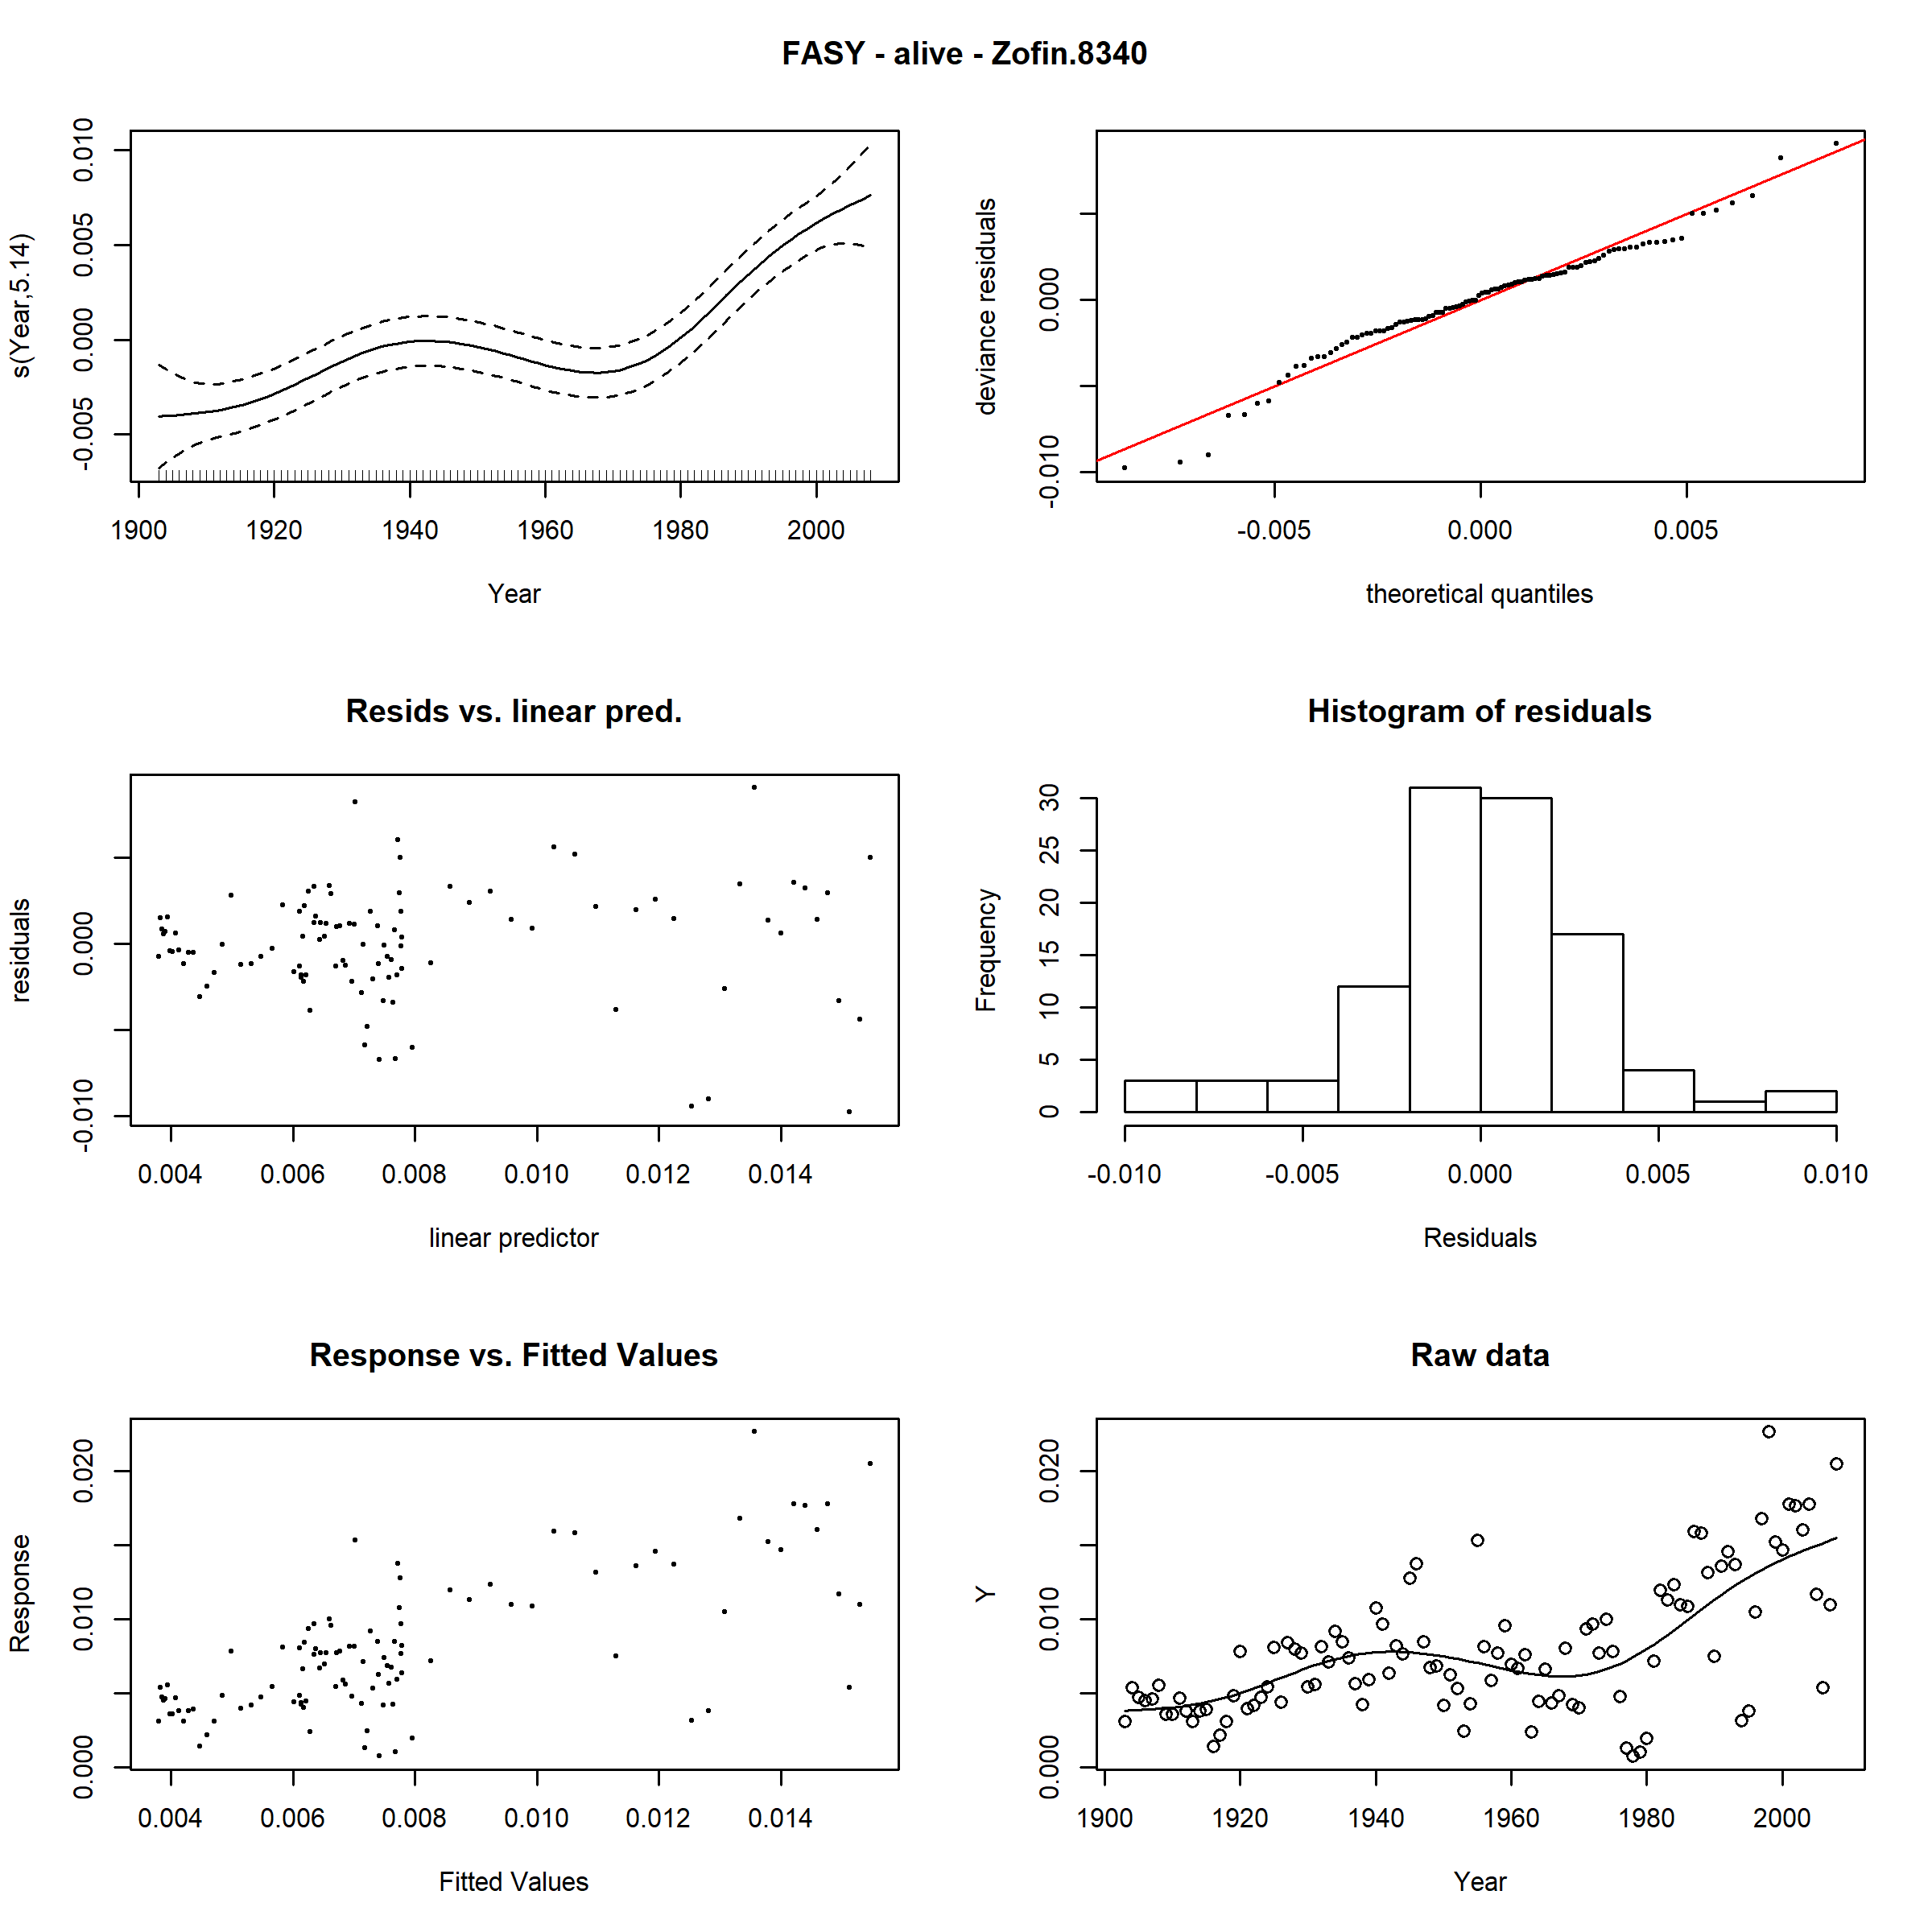 FASY - alive - Zofin.8340
s(Year,5.14)
0.010
0.005
0.000
-0.005
1900 1920 1940 1960 1980 2000
Year
deviance residuals
0.000
-0.010
-0.005 0.000 0.005
theoretical quantiles
Resids vs. linear pred.
residuals
0.000
-0.010
0.004 0.006 0.008 0.010 0.012 0.014
linear predictor
Histogram of residuals
Frequency
30
25
20
15
10
5
0
-0.010 -0.005 0.000 0.005 0.010
Residuals
Response vs. Fitted Values
Response
0.020
0.010
0.000
0.004 0.006 0.008 0.010 0.012 0.014
Fitted Values
Raw data
Y
0.020
0.010
0.000
1900 1920 1940 1960 1980 2000
Year